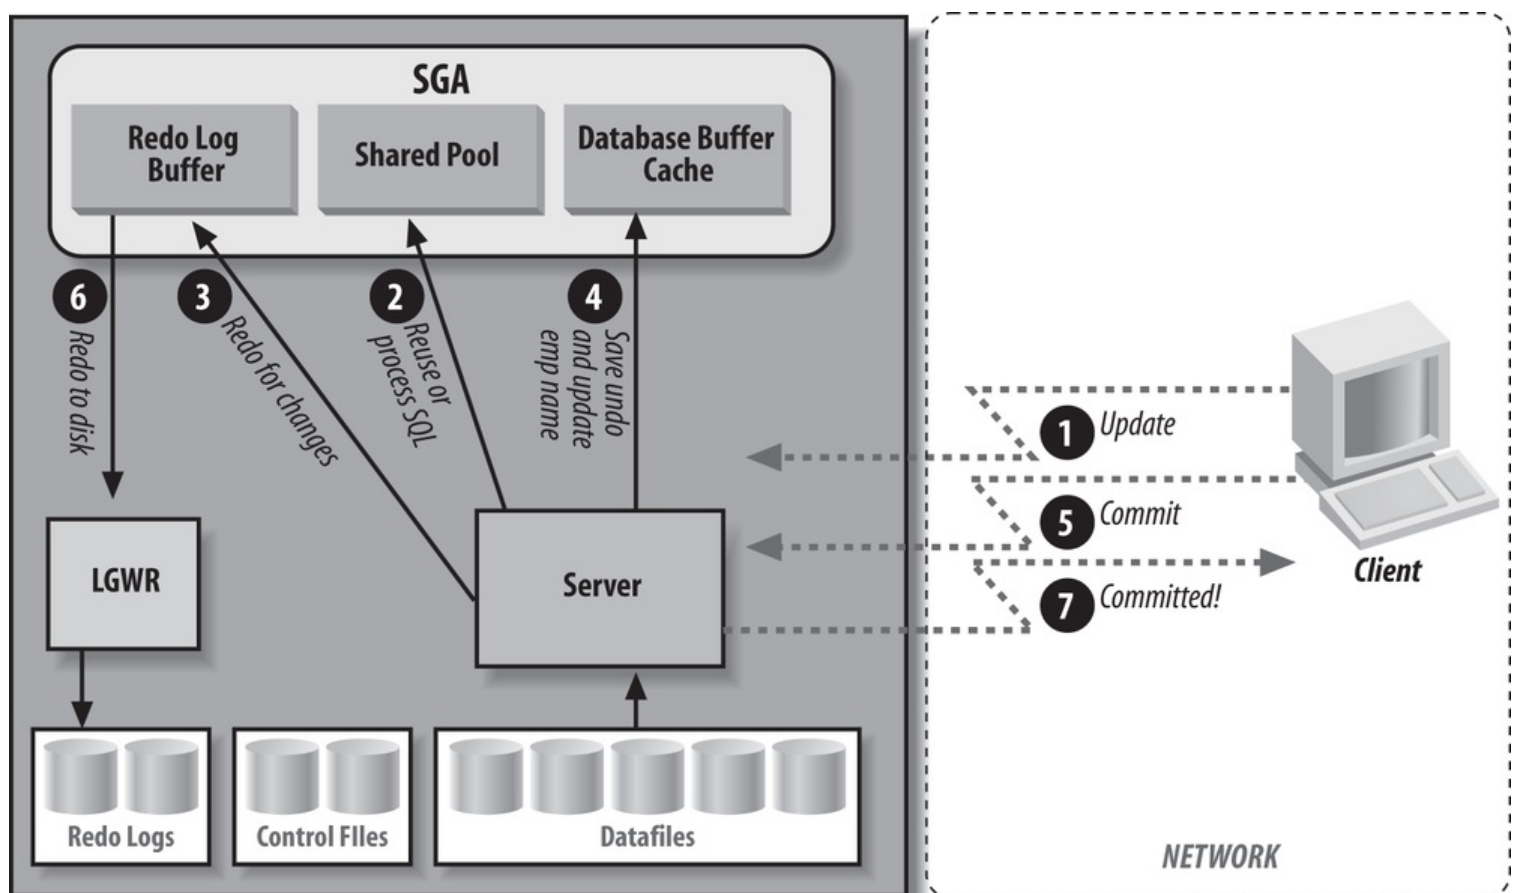 SGA
Redo Log
Buffer
Shared Pool
Database Buffer
Cache
6
Redo to disk
3
Redo for changes
2
Reuse or
process SQL
4
Save undo
and update
emp name
1
Update
5
Commit
7
Committed!
Client
LGWR
Server
Redo Logs
Control FIles
Datafiles
NETWORK